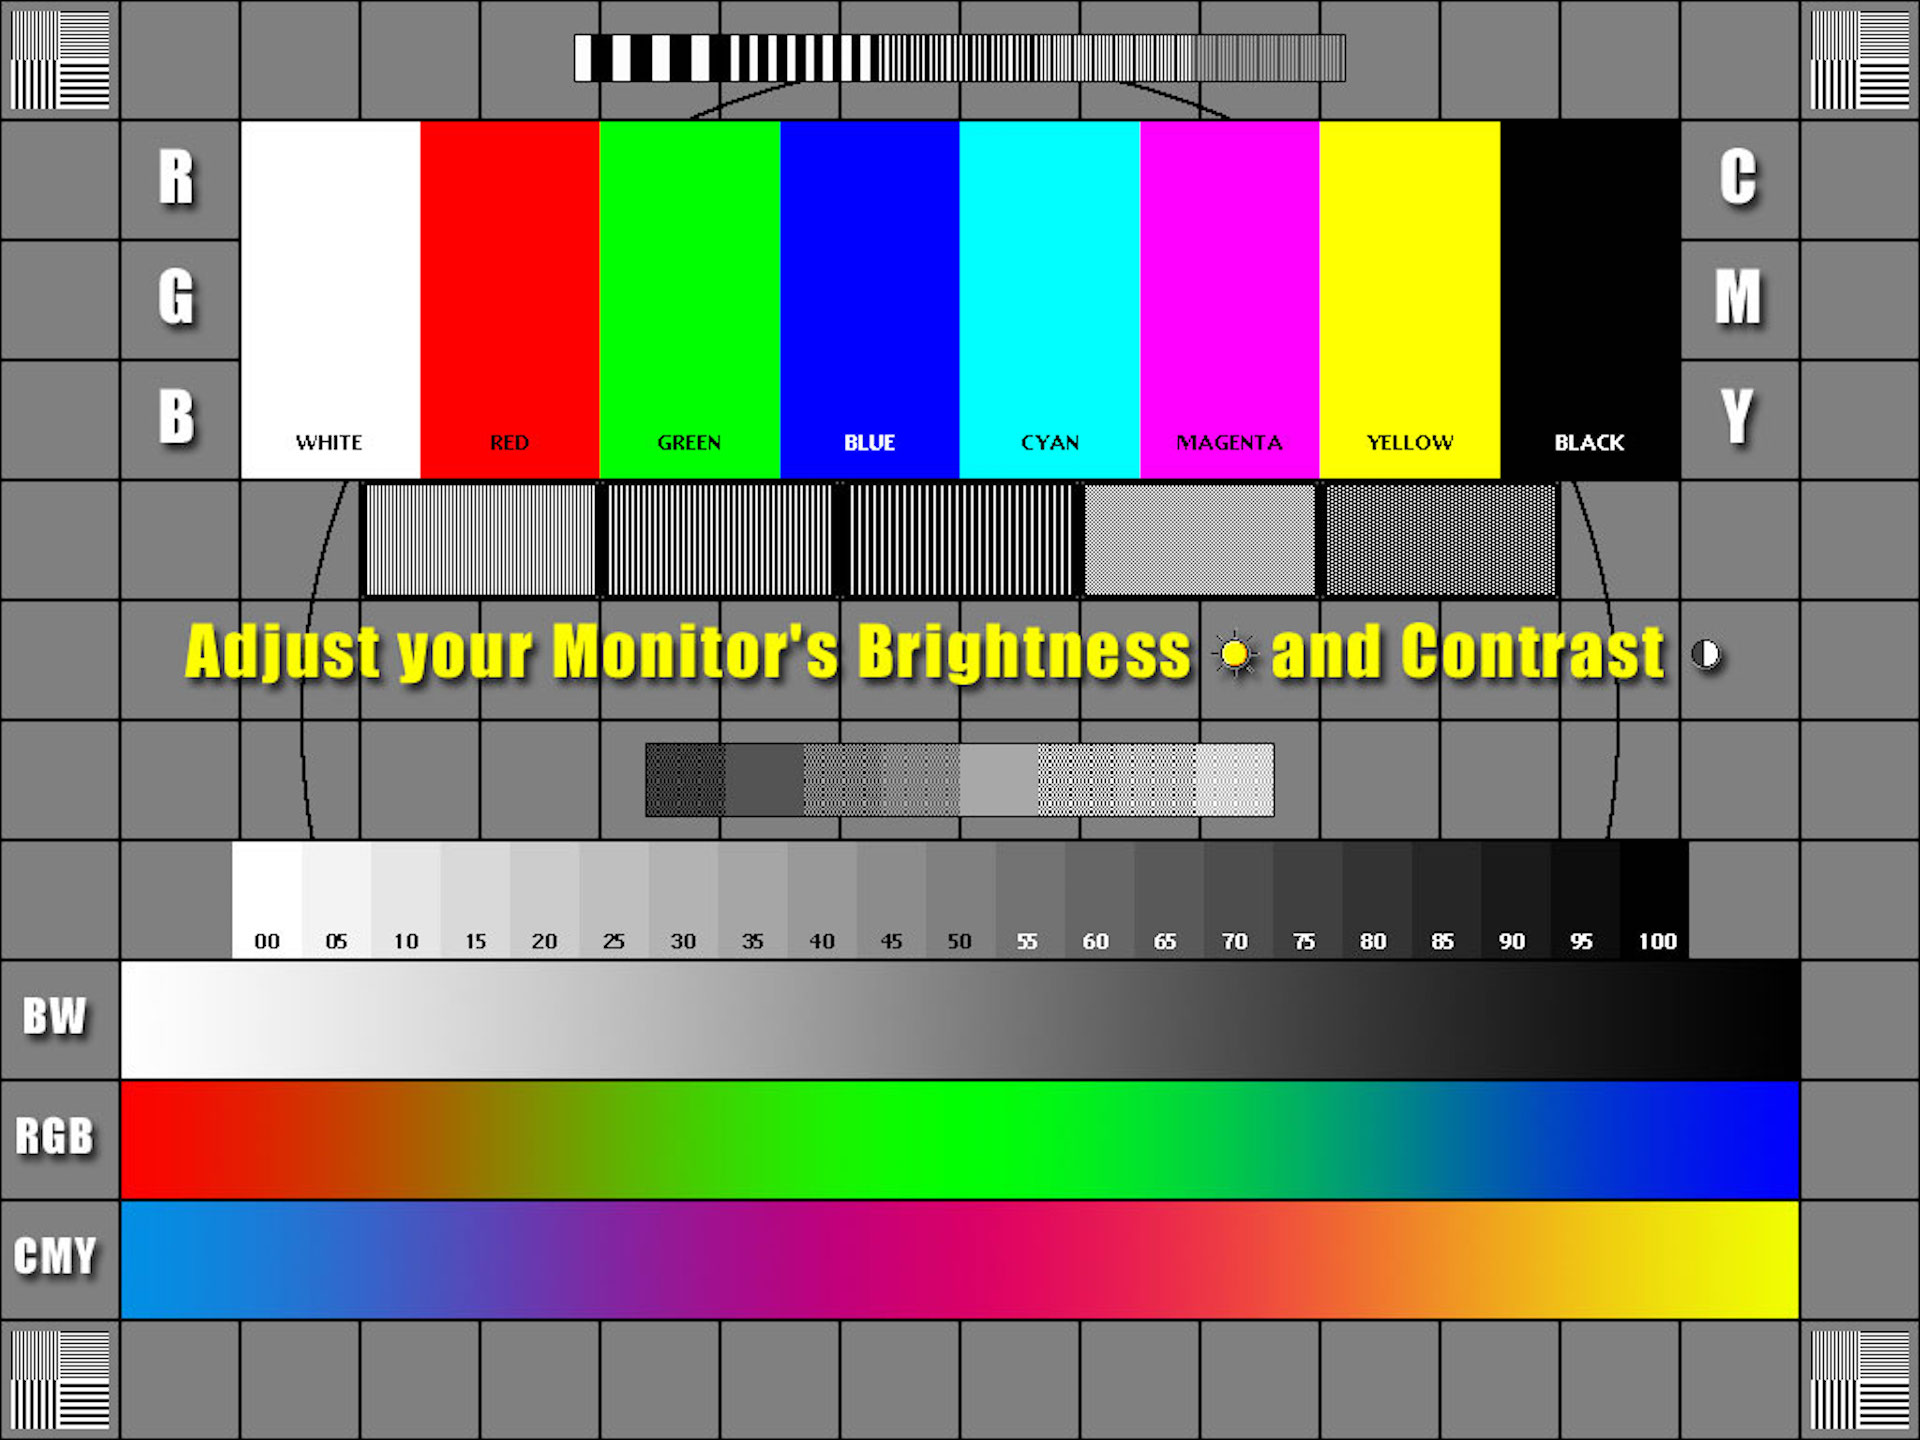 R
C
G
M
B
Y
WHITE RED GREEN BLUE CYAN MAGENTA YELLOW BLACK
Adjust your Monitor's Brightness and Contrast
00 05 10 15 20 25 30 35 40 45 50 55 60 65 70 75 80 85 90 95 100
BW
RGB
CMY